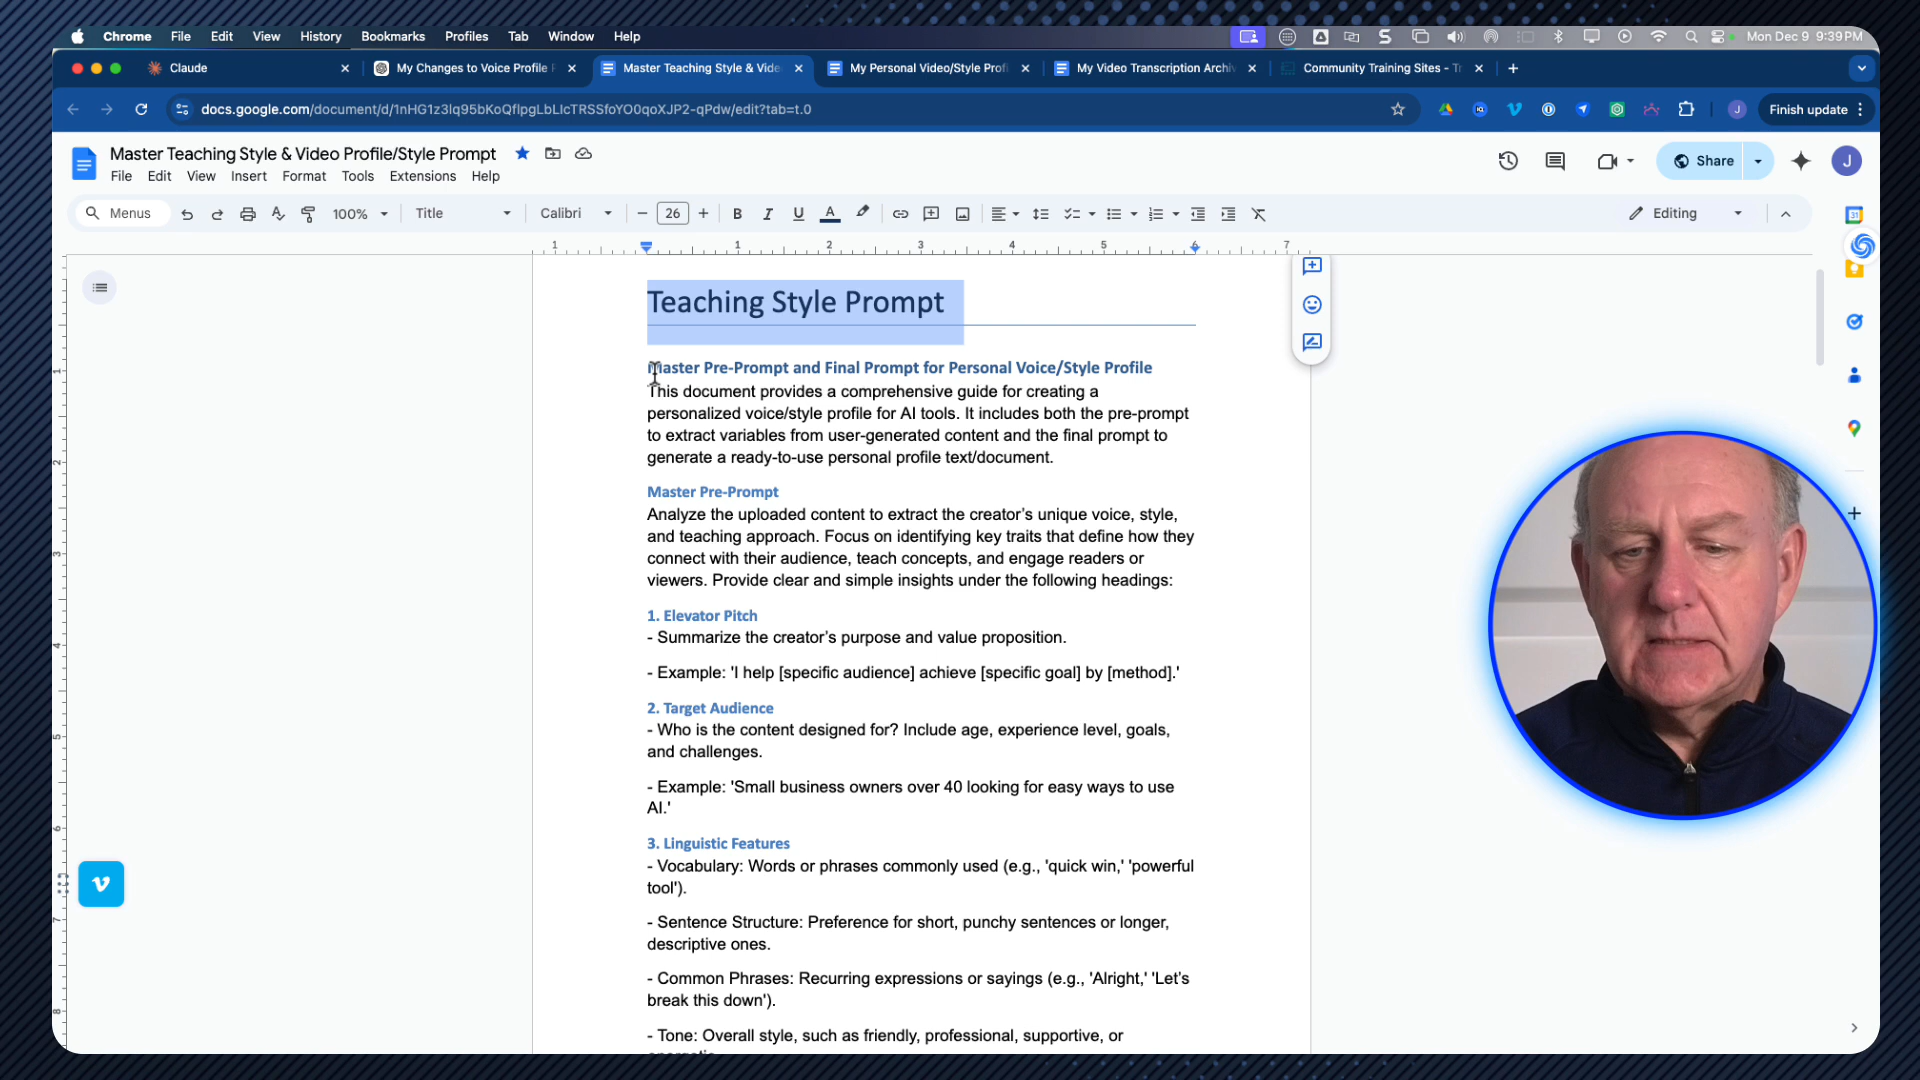 Chrome File Edit View History Bookmarks Profiles Tab Window Help Mon Dec 9 9:39 PM
Claude My Changes to Voice Profile Master Teaching Style & Vide My Personal Video/Style Prof My Video Transcription Archi Community Training Sites - Tr
docs.google.com/document/d/1nHG1z3lq95bKoQflpgLbLlcTRSSfoYO0qoXJP2-qPdw/edit?tab=t.0 J Finish update
Master Teaching Style & Video Profile/Style Prompt Share J
File Edit View Insert Format Tools Extensions Help
Menus 100% Title Calibri 26 Editing
1 1 2 3 4 5 6 7
Teaching Style Prompt
Master Pre-Prompt and Final Prompt for Personal Voice/Style Profile
This document provides a comprehensive guide for creating a
personalized voice/style profile for AI tools. It includes both the pre-prompt
to extract variables from user-generated content and the final prompt to
generate a ready-to-use personal profile text/document.
Master Pre-Prompt
Analyze the uploaded content to extract the creator’s unique voice, style,
and teaching approach. Focus on identifying key traits that define how they
connect with their audience, teach concepts, and engage readers or
viewers. Provide clear and simple insights under the following headings:
1. Elevator Pitch
- Summarize the creator’s purpose and value proposition.
- Example: 'I help [specific audience] achieve [specific goal] by [method].'
2. Target Audience
- Who is the content designed for? Include age, experience level, goals,
and challenges.
- Example: 'Small business owners over 40 looking for easy ways to use
AI.'
3. Linguistic Features
- Vocabulary: Words or phrases commonly used (e.g., 'quick win,' 'powerful
tool').
- Sentence Structure: Preference for short, punchy sentences or longer,
descriptive ones.
- Common Phrases: Recurring expressions or sayings (e.g., 'Alright,' 'Let’s
break this down').
- Tone: Overall style, such as friendly, professional, supportive, or